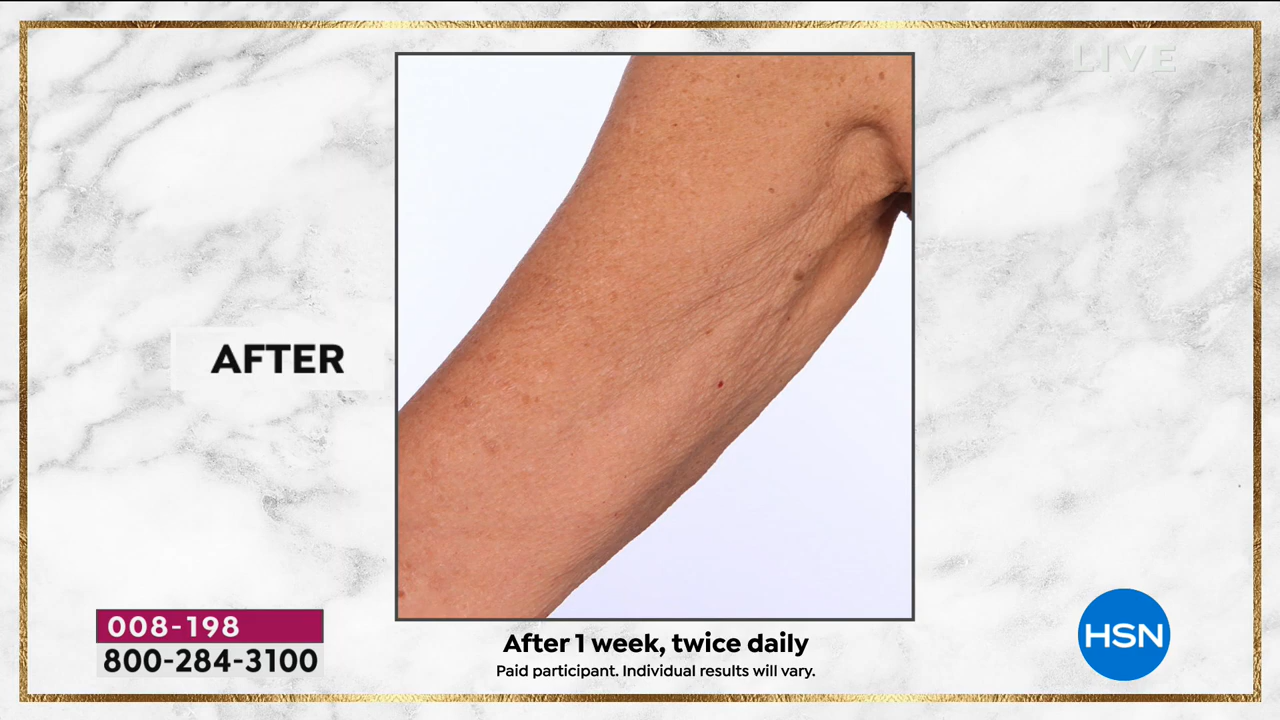 LIVE
AFTER
008-198
800-284-3100
After 1 week, twice daily
Paid participant. Individual results will vary.
HSN